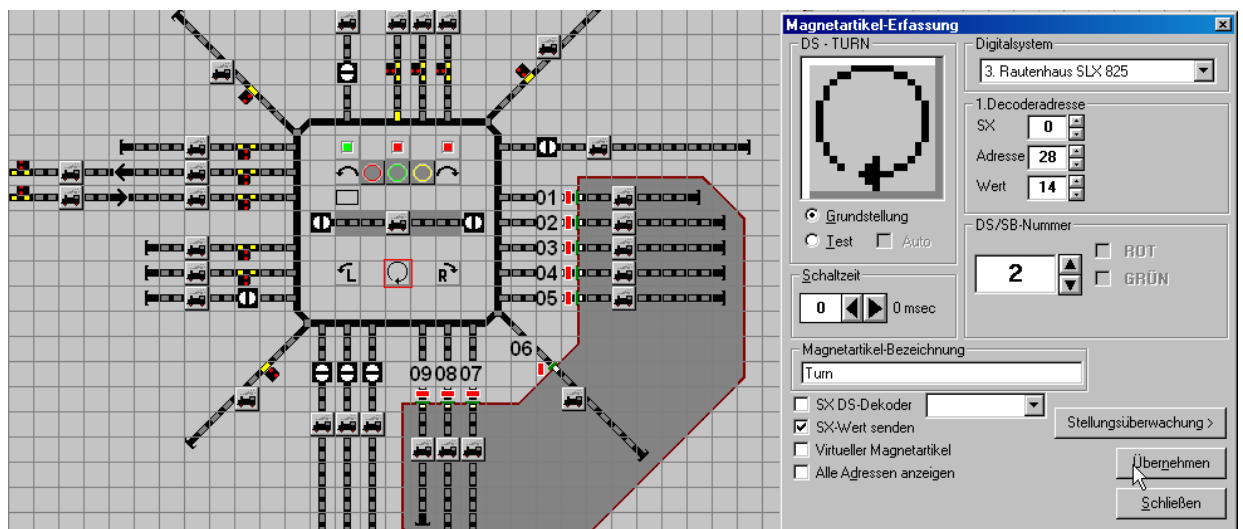 01
02
03
04
05
06
09 08 07
L
R
Magnetartikel-Erfassung
DS - TURN
Grundstellung
Test Auto
Schaltzeit
0 0 msec
Digitalsystem
3. Rautenhaus SLX 825
1.Decoderadresse
SX 0
Adresse 28
Wert 14
DS/SB-Nummer
2
ROT
GRÜN
Magnetartikel-Bezeichnung
Turn
SX DS-Dekoder
SX-Wert senden
Virtueller Magnetartikel
Alle Adressen anzeigen
Stellungsüberwachung >
Übernehmen
Schließen